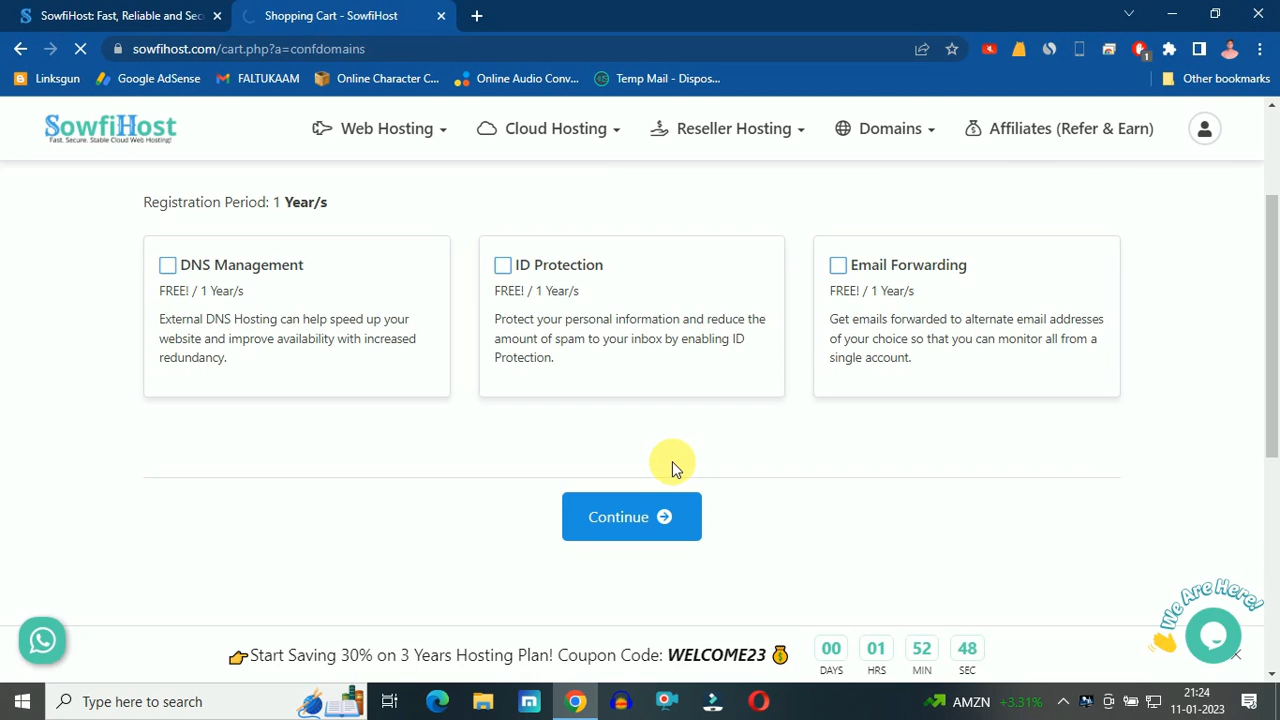 SowfiHost: Fast, Reliable and Sec
Shopping Cart - SowfiHost
sowfihost.com/cart.php?a=confdomains
Linksgun
Google AdSense
FALTUKAAM
Online Character C...
Online Audio Conv...
Temp Mail - Dispos...
Other bookmarks
SowfiHost
Fast, Secure, Stable Cloud Web Hosting!
Web Hosting
Cloud Hosting
Reseller Hosting
Domains
Affiliates (Refer & Earn)
Registration Period: 1 Year/s
DNS Management
FREE! / 1 Year/s
External DNS Hosting can help speed up your
website and improve availability with increased
redundancy.
ID Protection
FREE! / 1 Year/s
Protect your personal information and reduce the
amount of spam to your inbox by enabling ID
Protection.
Email Forwarding
FREE! / 1 Year/s
Get emails forwarded to alternate email addresses
of your choice so that you can monitor all from a
single account.
Continue
We Are Here!
👉Start Saving 30% on 3 Years Hosting Plan! Coupon Code: WELCOME23 💰
00 01 52 48
DAYS HRS MIN SEC
Type here to search
AMZN +3.31%
21:24
11-01-2023